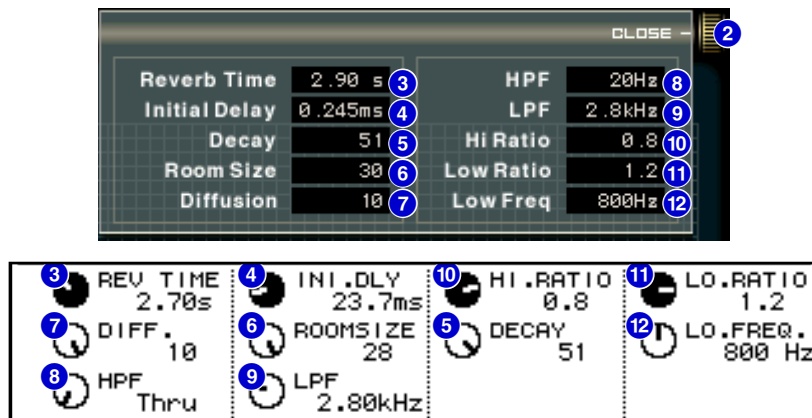 CLOSE
2
Reverb Time 2.90 s 3 HPF 20Hz 8
Initial Delay 0.245ms 4 LPF 2.8kHz 9
Decay 51 5 Hi Ratio 0.8 10
Room Size 30 6 Low Ratio 1.2 11
Diffusion 10 7 Low Freq 800Hz 12
3 REV TIME 4 INI.DLY 10 HI.RATIO 11 LO.RATIO
2.70s 23.7ms 0.8 1.2
7 DIFF. 6 ROOMSIZE 5 DECAY 12 LO.FREQ.
10 28 51 800 Hz
8 HPF 9 LPF
Thru 2.80kHz